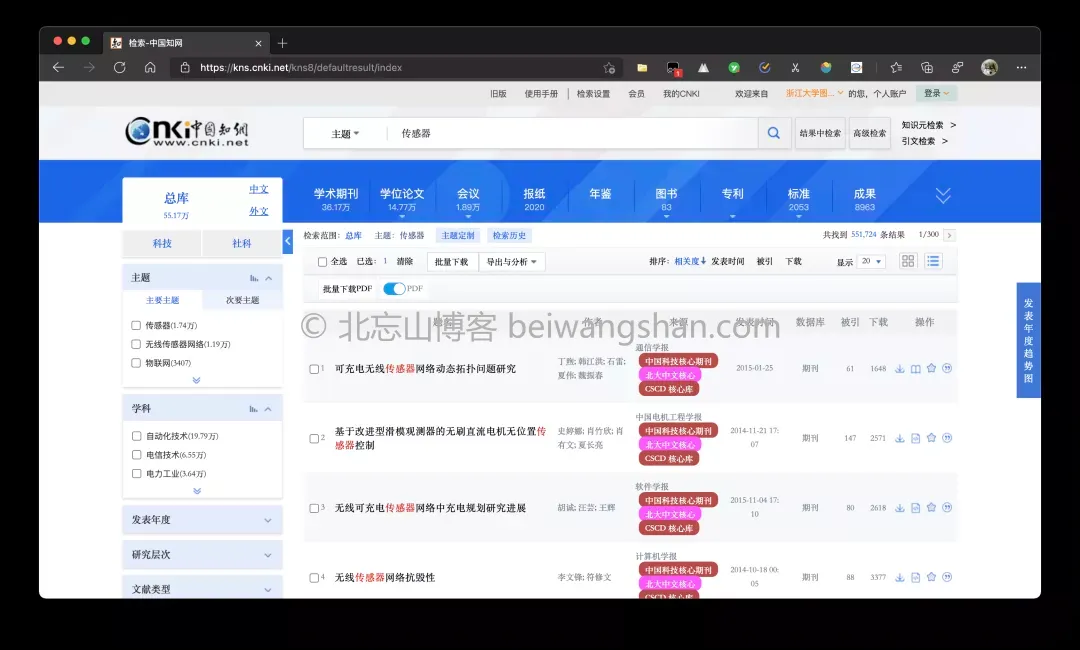 检索-中国知网
https://kns.cnki.net/kns8/defaultresult/index
旧版 使用手册 检索设置 会员 我的CNKI 欢迎来自 浙江大学图... 的您,个人账户 登录
cnki中国知网
www.cnki.net
主题 传感器 结果中检索 高级检索
知识元检索 >
引文检索 >
总库 中文
55.17万 外文
学术期刊 学位论文 会议 报纸 年鉴 图书 专利 标准 成果
36.17万 14.77万 1.89万 2020 83 2053 8963
科技 社科
检索范围: 总库 主题: 传感器 主题定制 检索历史 共找到 551,724 条结果 1/300 >
全选 已选: 1 清除 批量下载 导出与分析 排序: 相关度↓ 发表时间 被引 下载 显示 20
批量下载PDF PDF
主题
主要主题 次要主题
传感器(1.74万)
无线传感器网络(1.19万)
物联网(3407)
学科
自动化技术(19.79万)
电信技术(6.55万)
电力工业(3.64万)
发表年度
研究层次
文献类型
© 北忘山博客 beiwangshan.com
作者 来源 发表时间 数据库 被引 下载 操作
1 可充电无线传感器网络动态拓扑问题研究
丁煦; 韩江洪; 石雷;
夏伟; 魏振春
通信学报
中国科技核心期刊
北大中文核心
CSCD 核心库
2015-01-25 期刊 61 1648
2 基于改进型滑模观测器的无刷直流电机无位置传
感器控制
史婷娜; 肖竹欣; 肖
有文; 夏长亮
中国电机工程学报
中国科技核心期刊
北大中文核心
CSCD 核心库
2014-11-21 17:
07
期刊 147 2571
3 无线可充电传感器网络中充电规划研究进展
胡诚; 汪芸; 王辉
软件学报
中国科技核心期刊
北大中文核心
CSCD 核心库
2015-11-04 17:
10
期刊 80 2618
4 无线传感器网络抗毁性
李文锋; 符修文
计算机学报
中国科技核心期刊
北大中文核心
CSCD 核心库
2014-10-18 00:
05
期刊 88 3377
发表年度趋势图